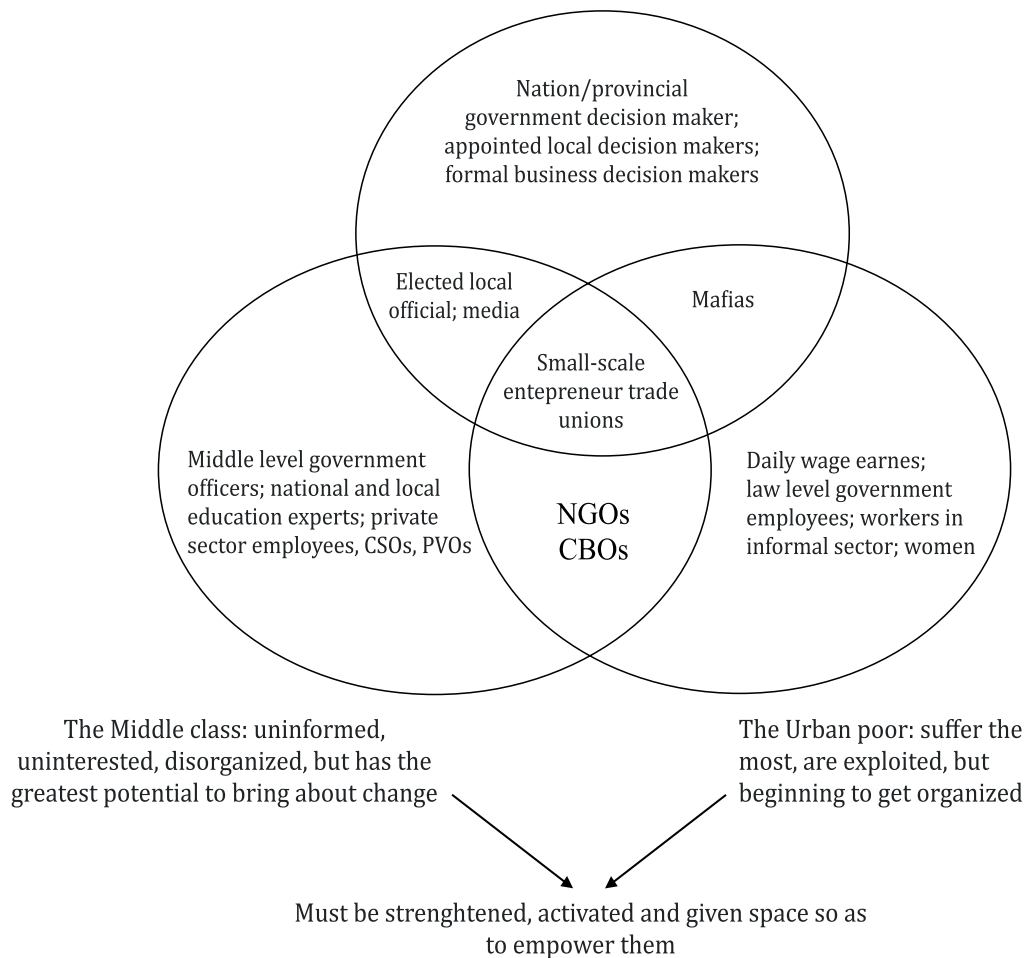 Nation/provincial
government decision maker;
appointed local decision makers;
formal business decision makers
Elected local
official; media
Mafias
Small-scale
entepreneur trade
unions
Middle level government
officers; national and local
education experts; private
sector employees, CSOs, PVOs
NGOs
CBOs
Daily wage earnes;
law level government
employees; workers in
informal sector; women
The Middle class: uninformed,
uninterested, disorganized, but has the
greatest potential to bring about change
The Urban poor: suffer the
most, are exploited, but
beginning to get organized
Must be strenghtened, activated and given space so as
to empower them